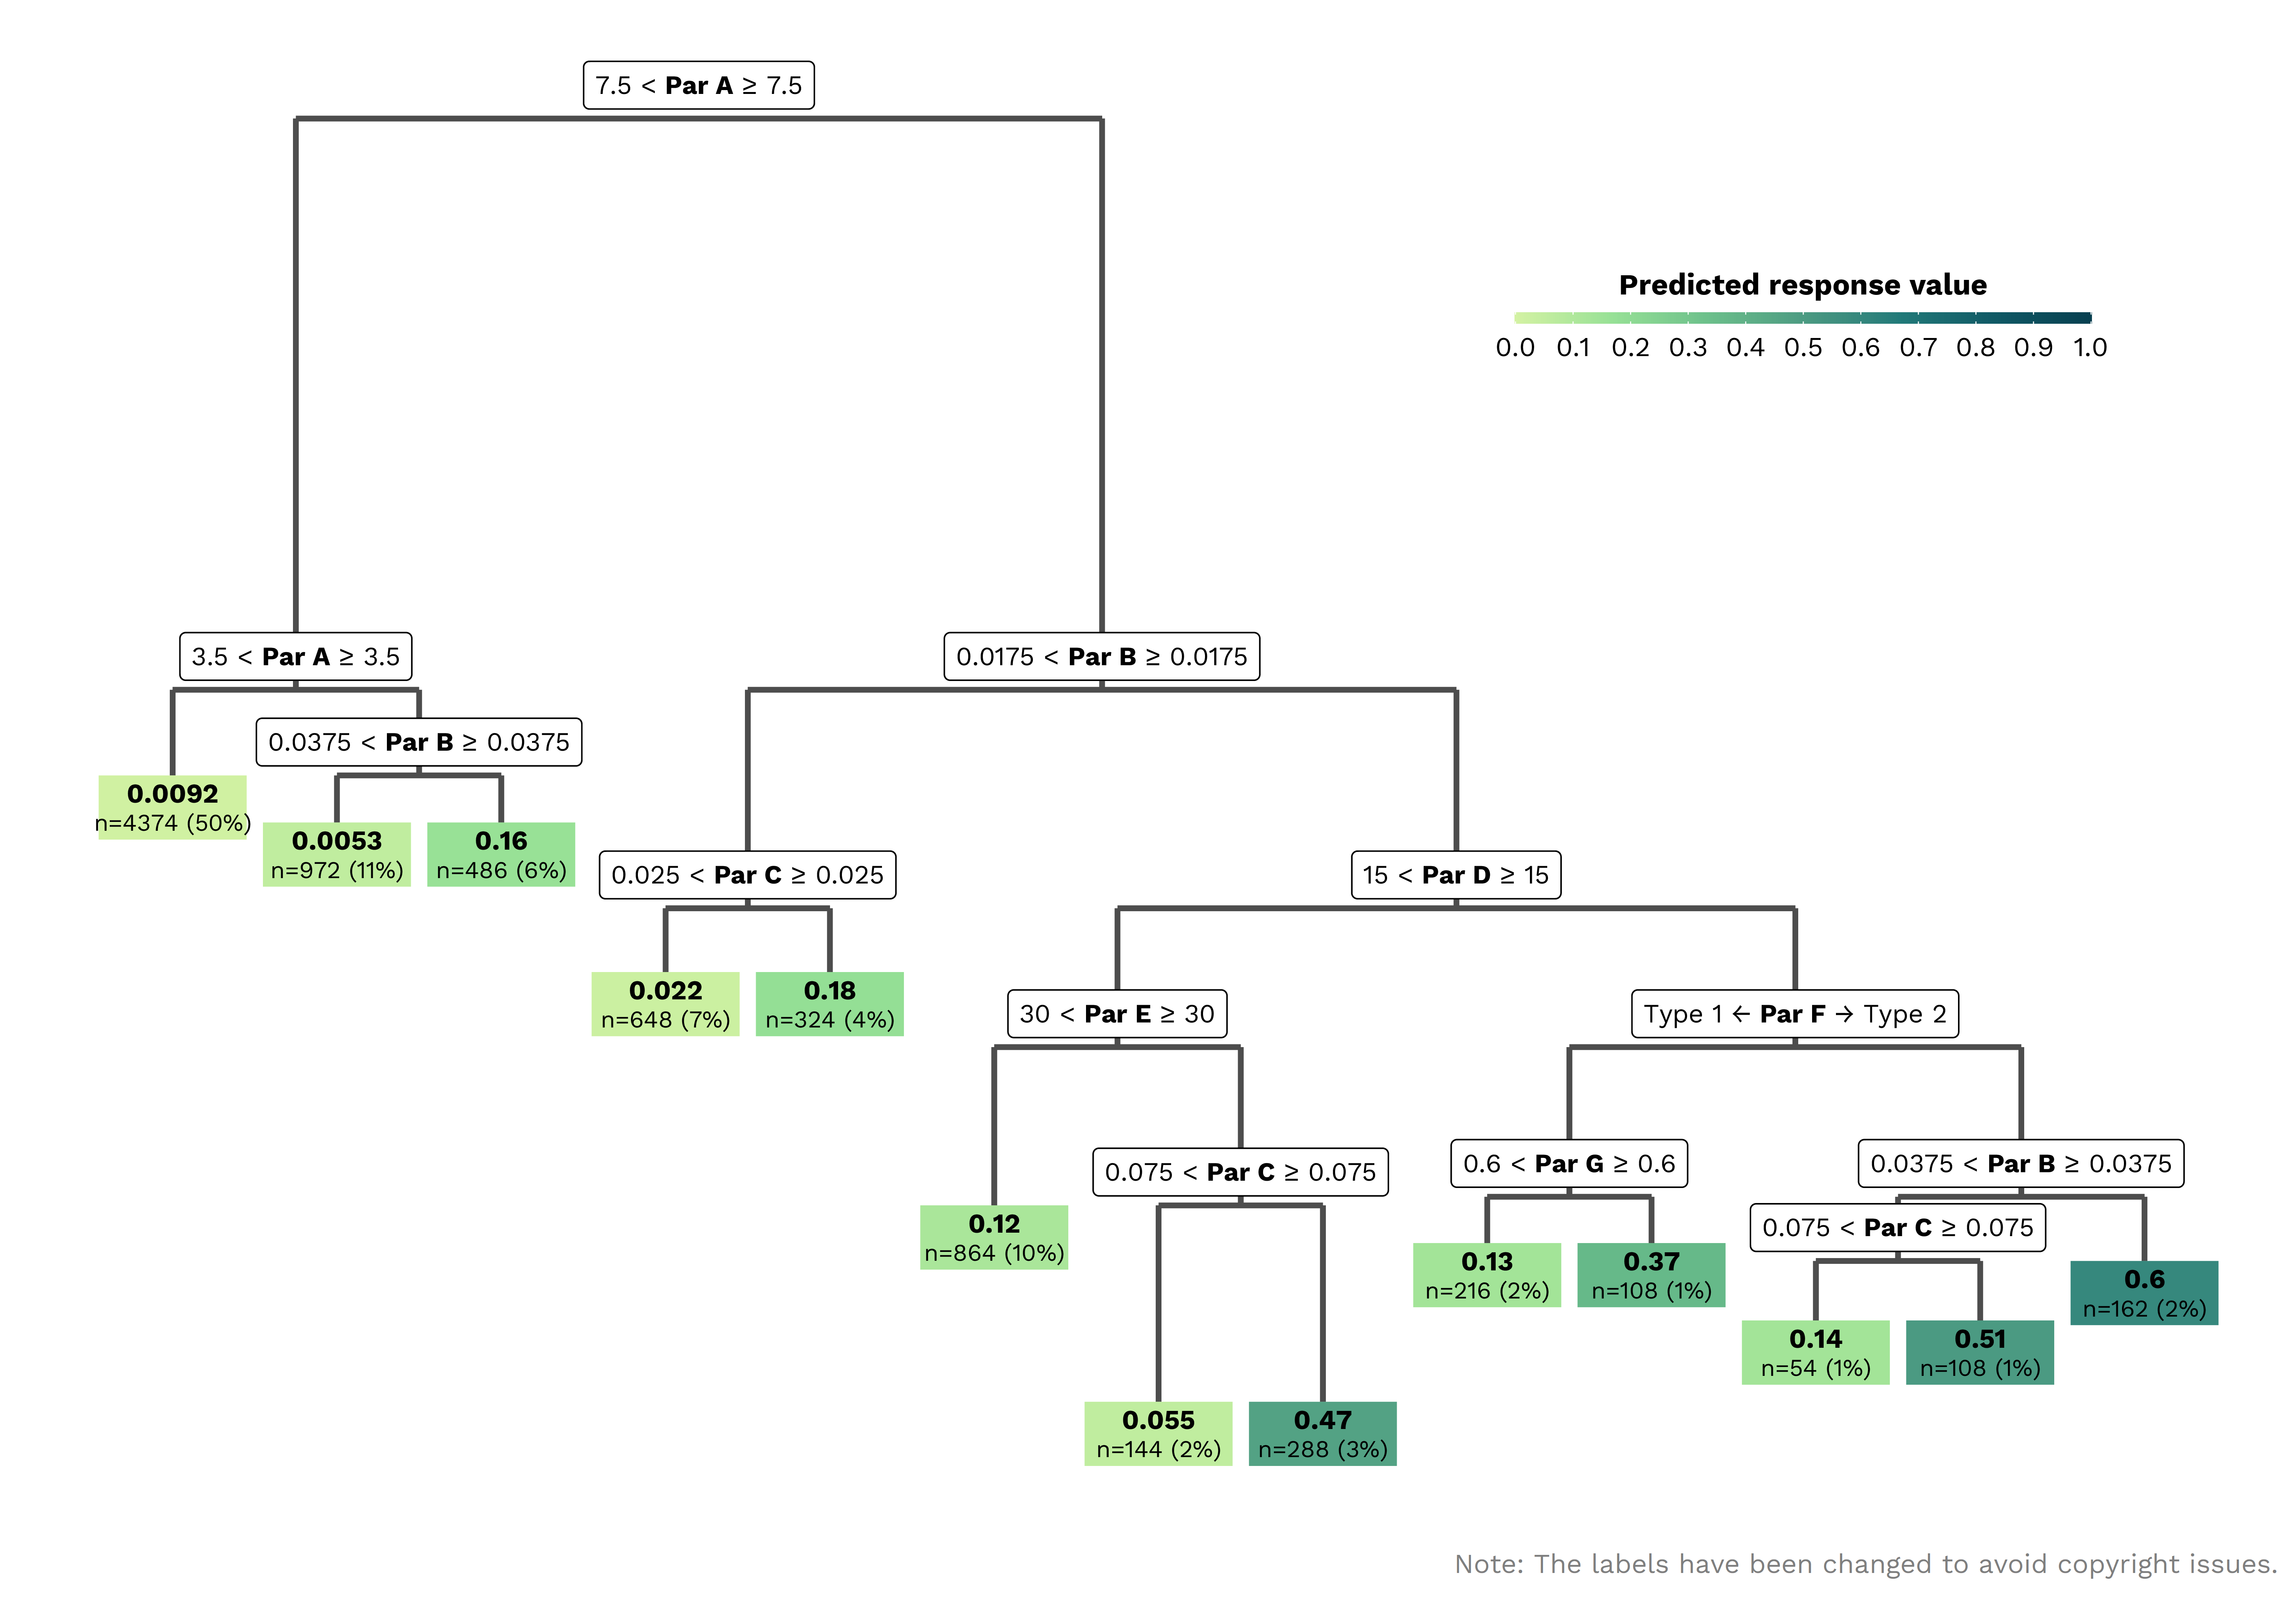 7.5 < Par A ≥ 7.5
Predicted response value
0.0 0.1 0.2 0.3 0.4 0.5 0.6 0.7 0.8 0.9 1.0
3.5 < Par A ≥ 3.5
0.0175 < Par B ≥ 0.0175
0.0375 < Par B ≥ 0.0375
0.0092
n=4374 (50%)
0.0053
n=972 (11%)
0.16
n=486 (6%)
0.025 < Par C ≥ 0.025
15 < Par D ≥ 15
0.022
n=648 (7%)
0.18
n=324 (4%)
30 < Par E ≥ 30
Type 1 ← Par F → Type 2
0.075 < Par C ≥ 0.075
0.6 < Par G ≥ 0.6
0.0375 < Par B ≥ 0.0375
0.12
n=864 (10%)
0.075 < Par C ≥ 0.075
0.13
n=216 (2%)
0.37
n=108 (1%)
0.6
n=162 (2%)
0.14
n=54 (1%)
0.51
n=108 (1%)
0.055
n=144 (2%)
0.47
n=288 (3%)
Note: The labels have been changed to avoid copyright issues.